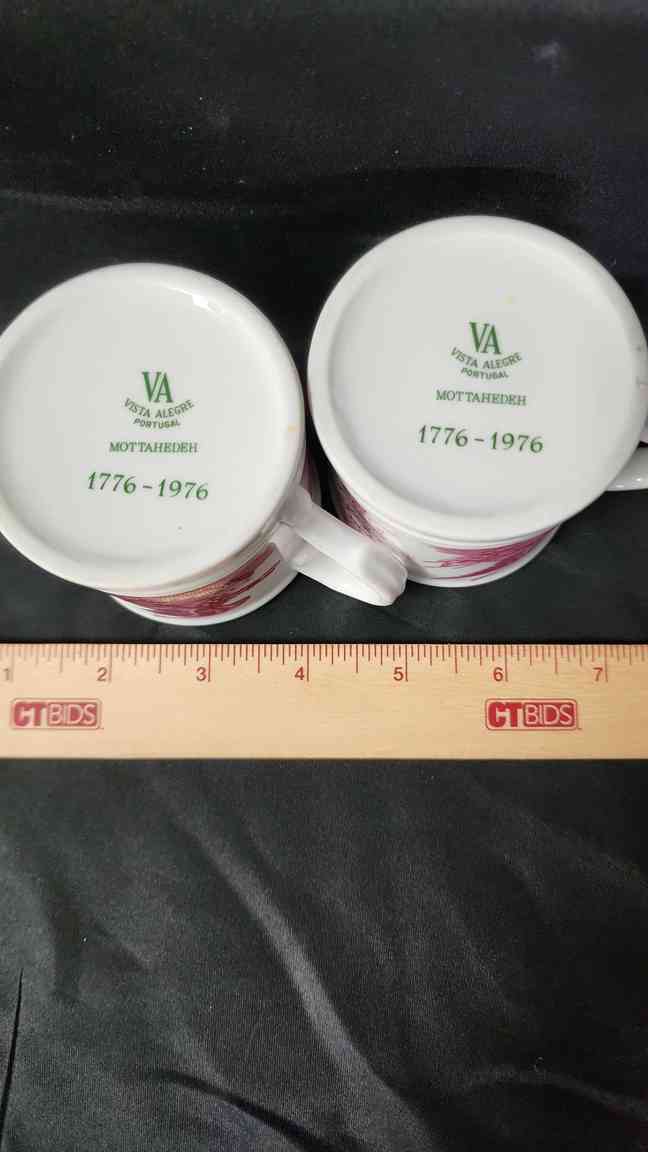 VA
VISTA ALEGRE
PORTUGAL
MOTTAHEDEH
1776-1976
VA
VISTA ALEGRE
PORTUGAL
MOTTAHEDEH
1776-1976
1 2 3 4 5 6 7
CTBIDS CTBIDS